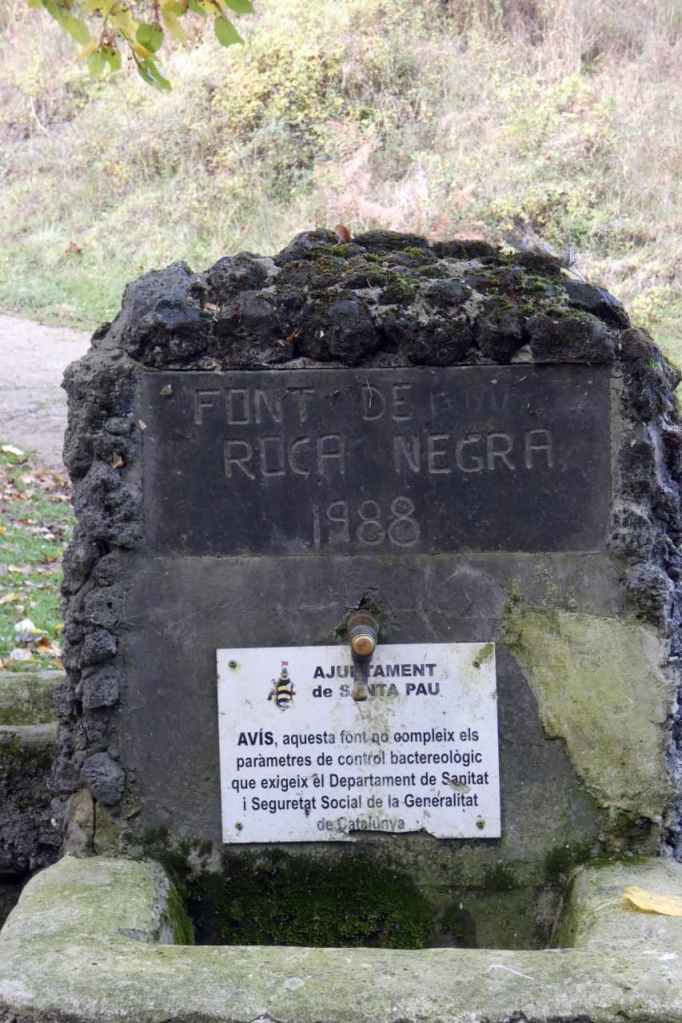 FONT DE
ROCA NEGRA
1988
AJUNTAMENT
de SANTA PAU
AVÍS, aquesta font no compleix els
paràmetres de control bactereològic
que exigeix el Departament de Sanitat
i Seguretat Social de la Generalitat
de Catalunya